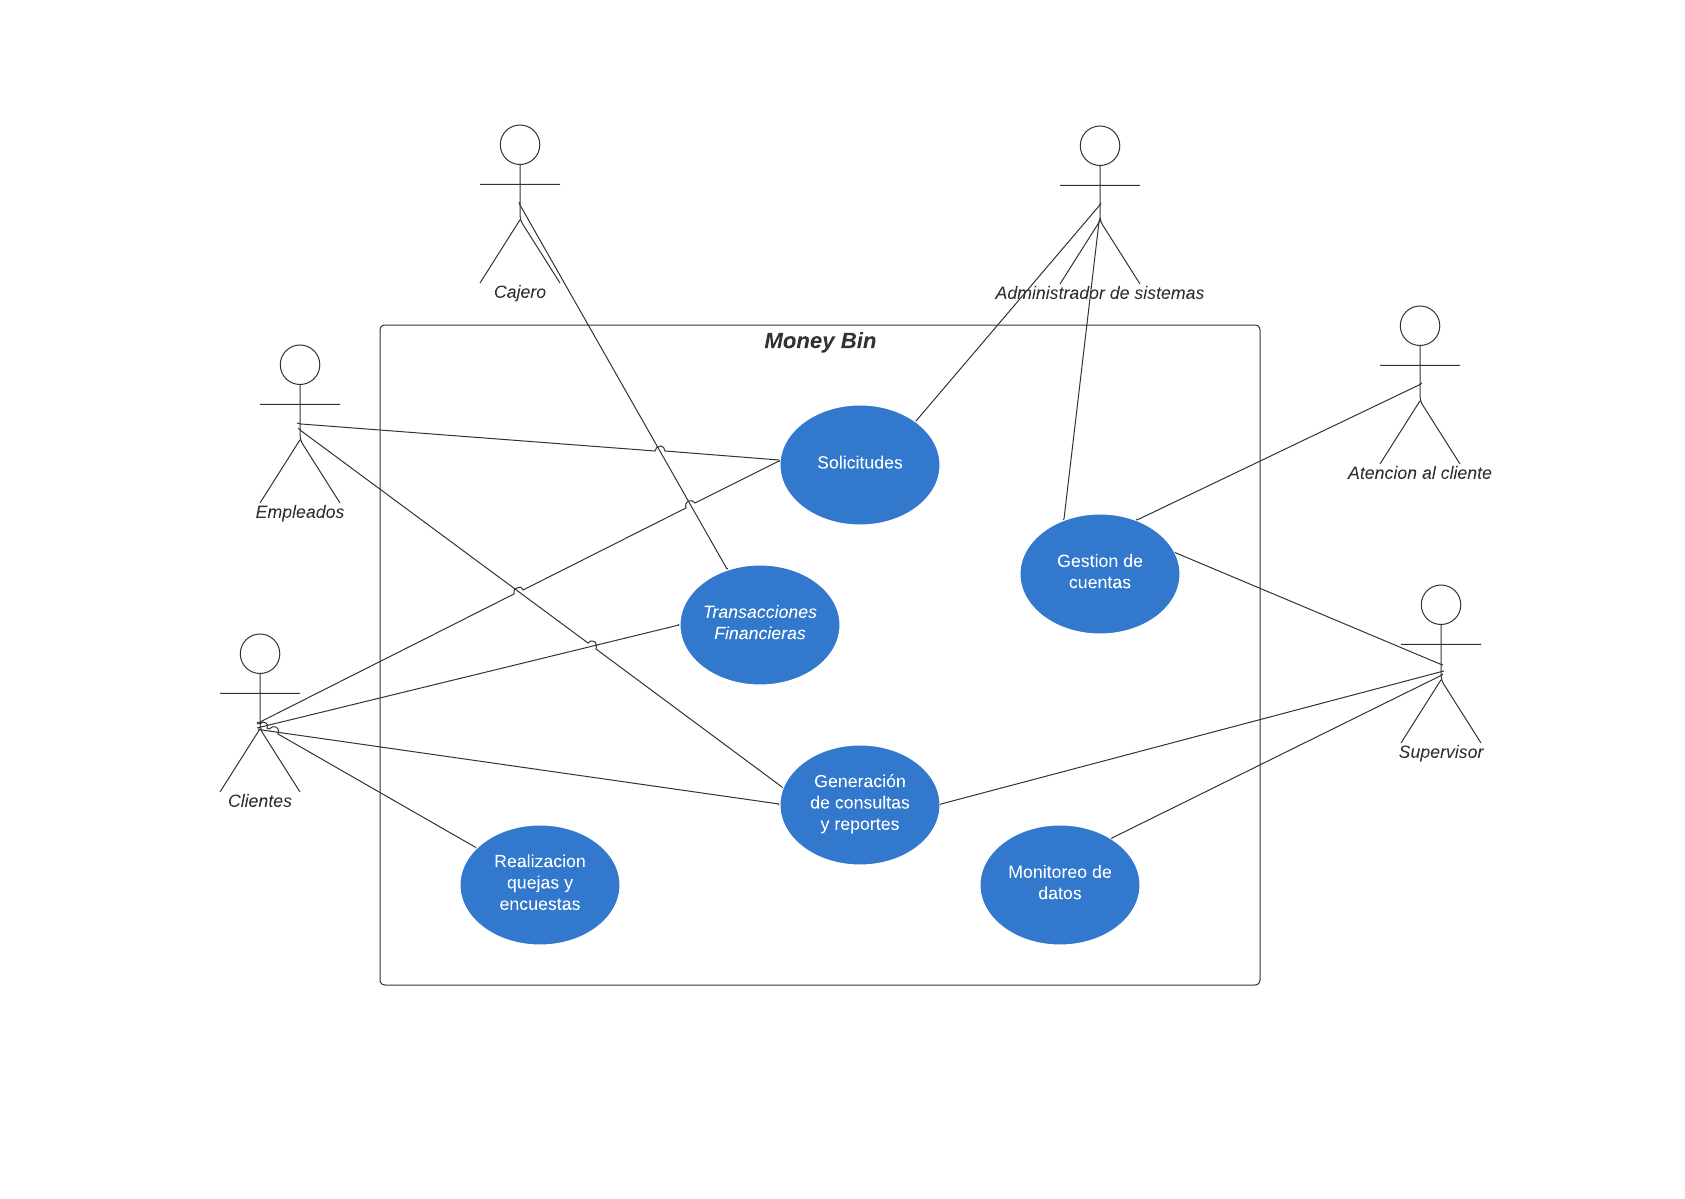 Cajero
Administrador de sistemas
Money Bin
Empleados
Solicitudes
Atencion al cliente
Gestion de
cuentas
Transacciones
Financieras
Clientes
Supervisor
Generación
de consultas
y reportes
Realizacion
quejas y
encuestas
Monitoreo de
datos